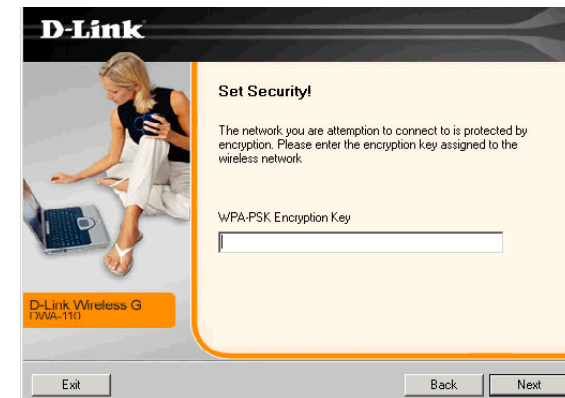 D-Link
Set Security!
The network you are attemption to connect to is protected by
encryption. Please enter the encryption key assigned to the
wireless network
WPA-PSK Encryption Key
D-Link Wireless G
DWA-110
Exit
Back
Next